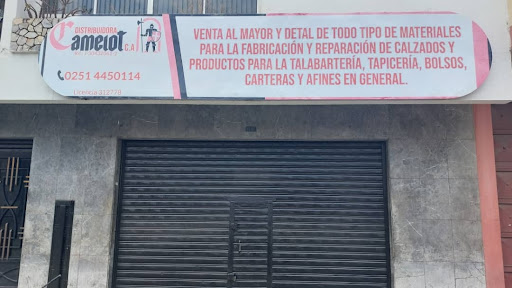 DISTRIBUIDORA
Camelot C.A
0251 4450114
VENTA AL MAYOR Y DETAL DE TODO TIPO DE MATERIALES
PARA LA FABRICACIÓN Y REPARACIÓN DE CALZADOS Y
PRODUCTOS PARA LA TALABARTERÍA, TAPICERÍA, BOLSOS,
CARTERAS Y AFINES EN GENERAL.